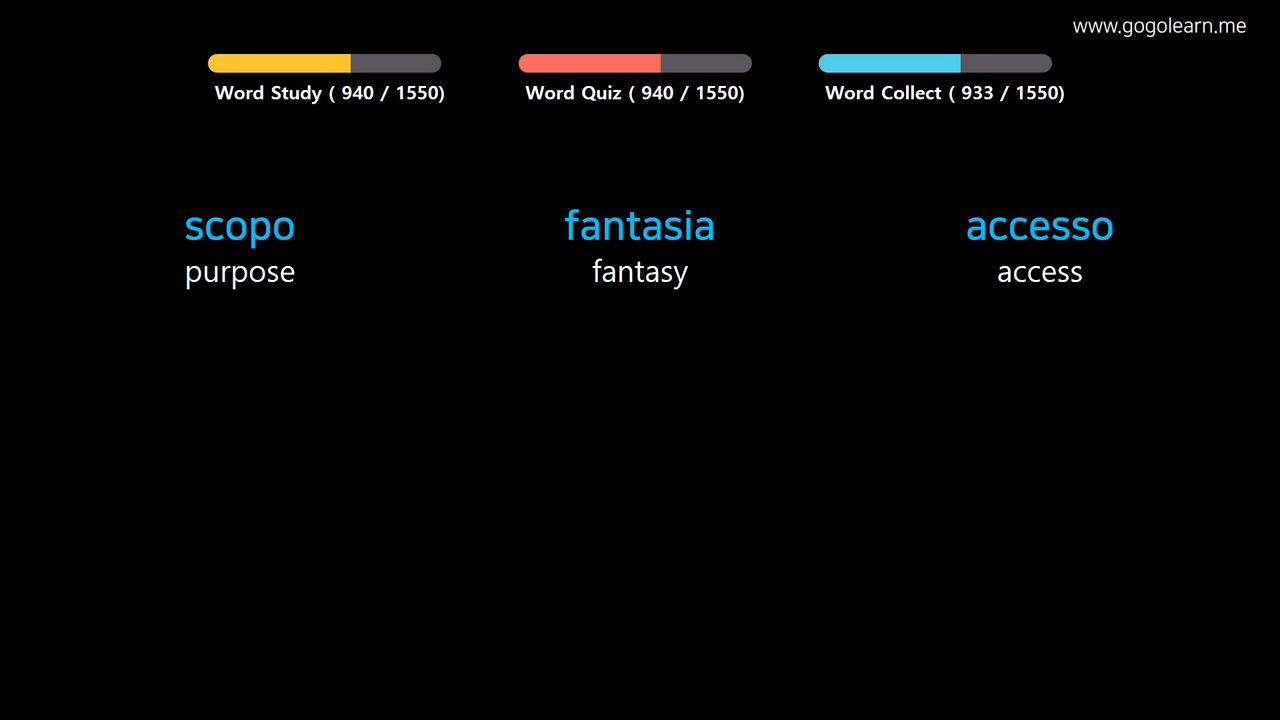 www.gogolearn.me
Word Study ( 940 / 1550)
Word Quiz ( 940 / 1550)
Word Collect ( 933 / 1550)
scopo
purpose
fantasia
fantasy
accesso
access